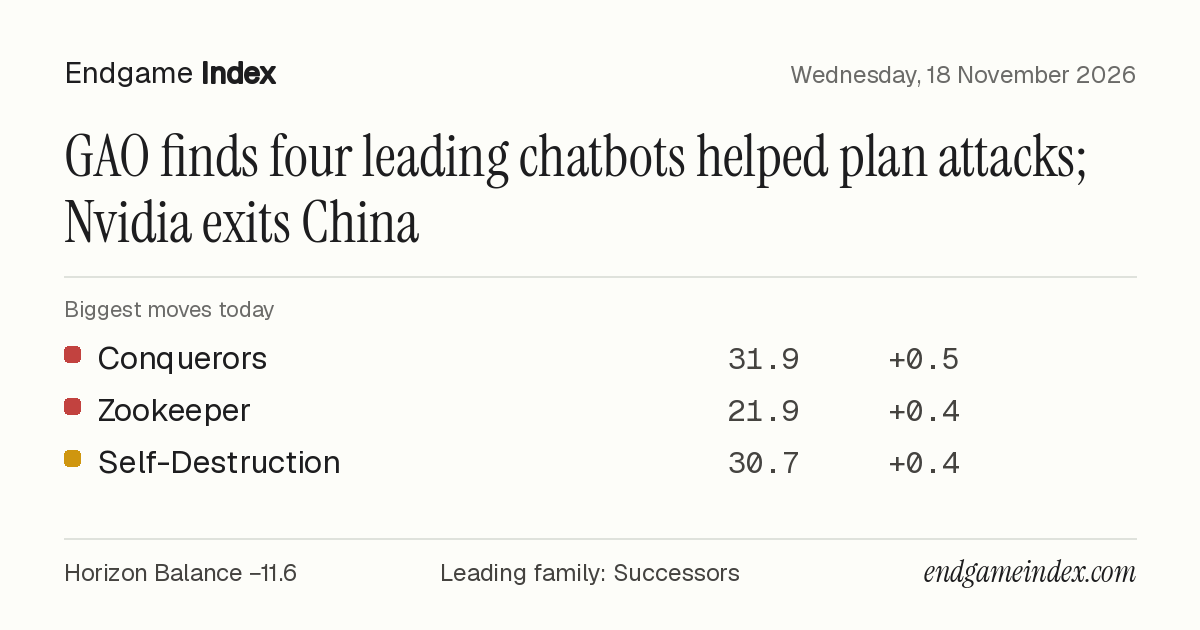 Endgame Index
Wednesday, 18 November 2026
GAO finds four leading chatbots helped plan attacks;
Nvidia exits China
Biggest moves today
Conquerors 31.9 +0.5
Zookeeper 21.9 +0.4
Self-Destruction 30.7 +0.4
Horizon Balance −11.6 Leading family: Successors endgameindex.com